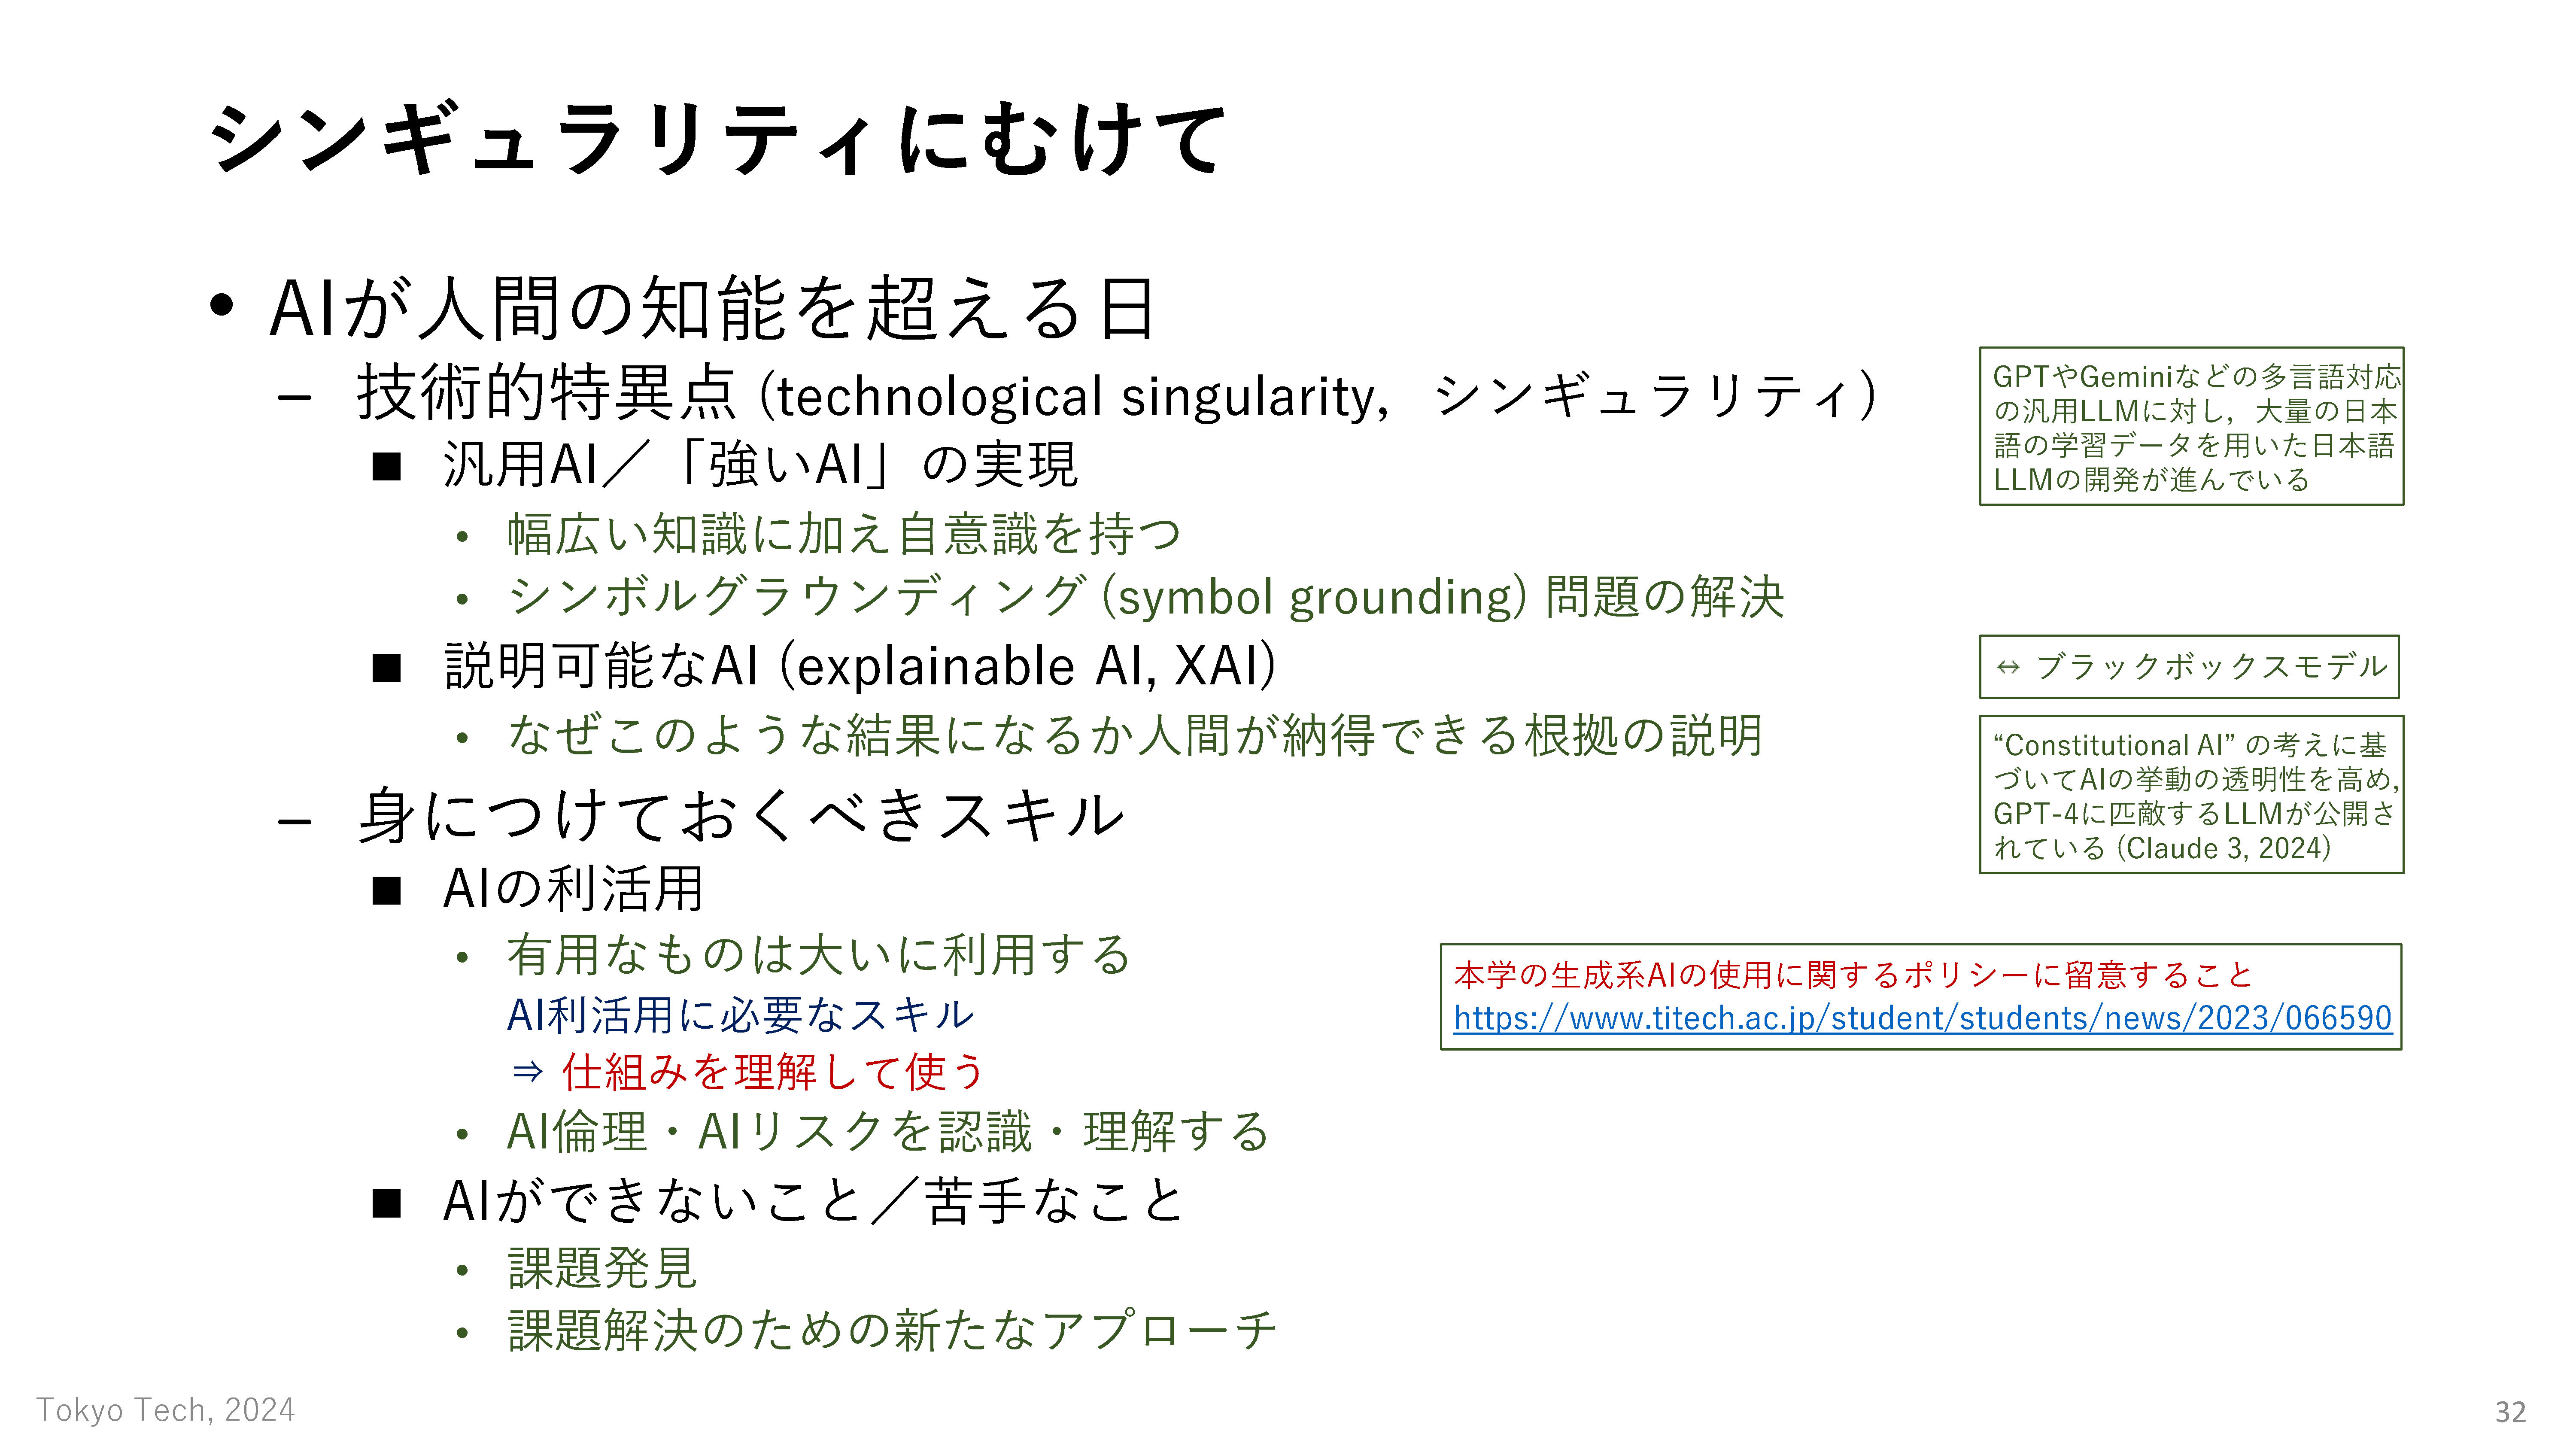 シンギュラリティにむけて
• AIが人間の知能を超える日
– 技術的特異点 (technological singularity, シンギュラリティ)
■ 汎用AI／「強いAI」の実現
• 幅広い知識に加え自意識を持つ
• シンボルグラウンディング (symbol grounding) 問題の解決
■ 説明可能なAI (explainable AI, XAI)
• なぜこのような結果になるか人間が納得できる根拠の説明
– 身につけておくべきスキル
■ AIの利活用
• 有用なものは大いに利用する
AI利活用に必要なスキル
⇒ 仕組みを理解して使う
• AI倫理・AIリスクを認識・理解する
■ AIができないこと／苦手なこと
• 課題発見
• 課題解決のための新たなアプローチ
GPTやGeminiなどの多言語対応
の汎用LLMに対し，大量の日本
語の学習データを用いた日本語
LLMの開発が進んでいる
↔ ブラックボックスモデル
“Constitutional AI” の考えに基
づいてAIの挙動の透明性を高め,
GPT-4に匹敵するLLMが公開さ
れている (Claude 3, 2024)
本学の生成系AIの使用に関するポリシーに留意すること
https://www.titech.ac.jp/student/students/news/2023/066590
Tokyo Tech, 2024
32